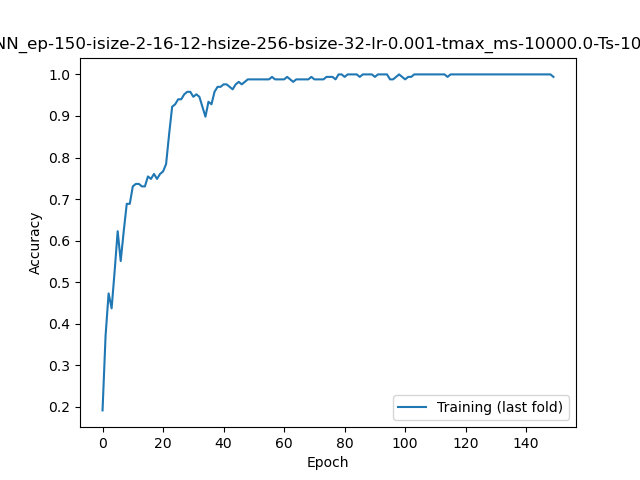 NN_ep-150-isize-2-16-12-hsize-256-bsize-32-lr-0.001-tmax_ms-10000.0-Ts-10
1.0
0.9
0.8
0.7
0.6
0.5
0.4
0.3
0.2
Accuracy
Training (last fold)
0 20 40 60 80 100 120 140
Epoch